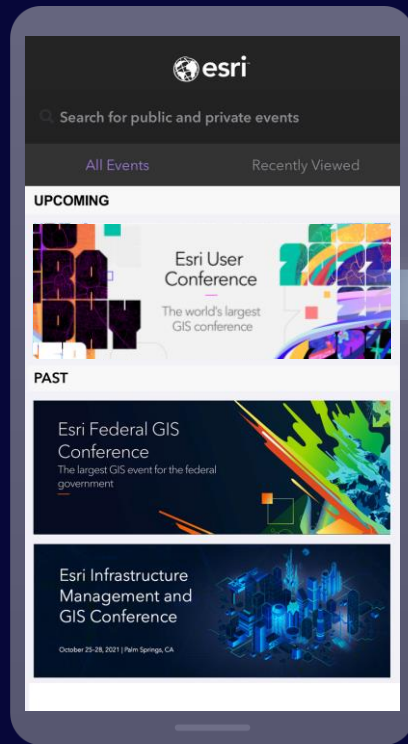 esri
Search for public and private events
All Events
Recently Viewed
UPCOMING
Esri User
Conference
The world's largest
GIS conference
PAST
Esri Federal GIS
Conference
The largest GIS event for the federal
government
Esri Infrastructure
Management and
GIS Conference
October 25-28, 2021 | Palm Springs, CA